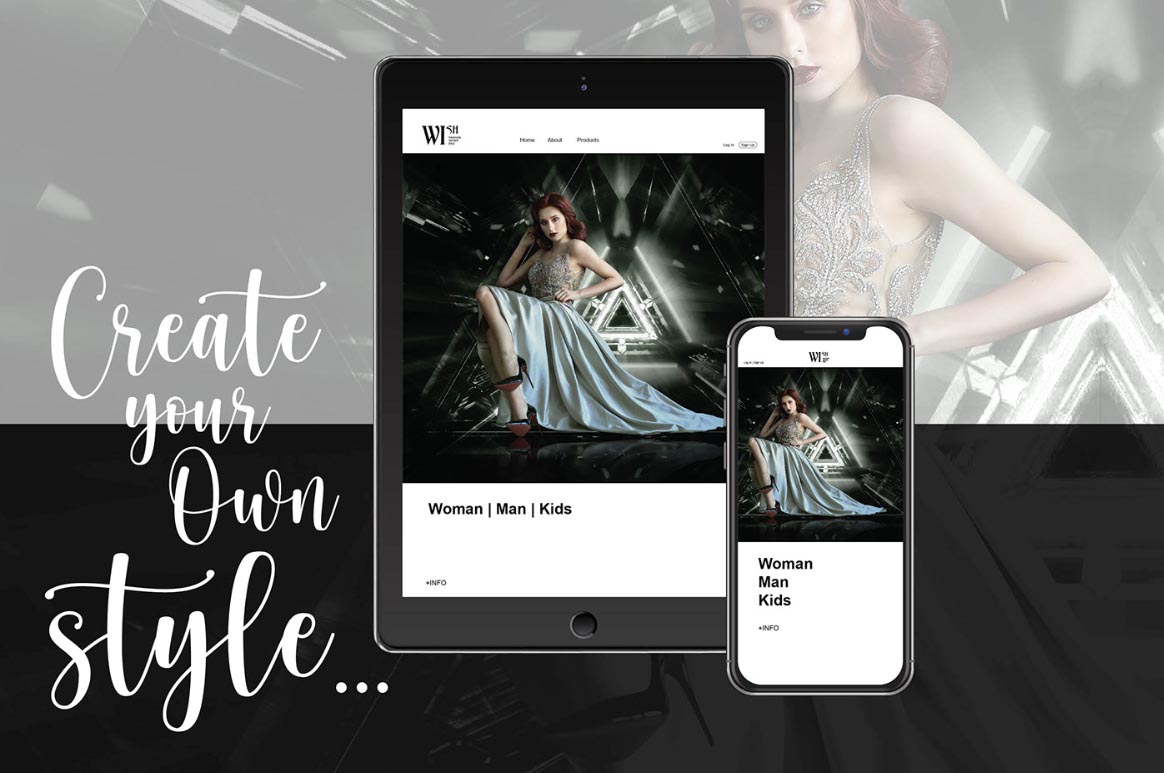 Create
your
Own
style...
WISH
Home About Products
Log in Sign Up
Woman | Man | Kids
+INFO
WISH
Log in | Sign Up
Woman
Man
Kids
+INFO